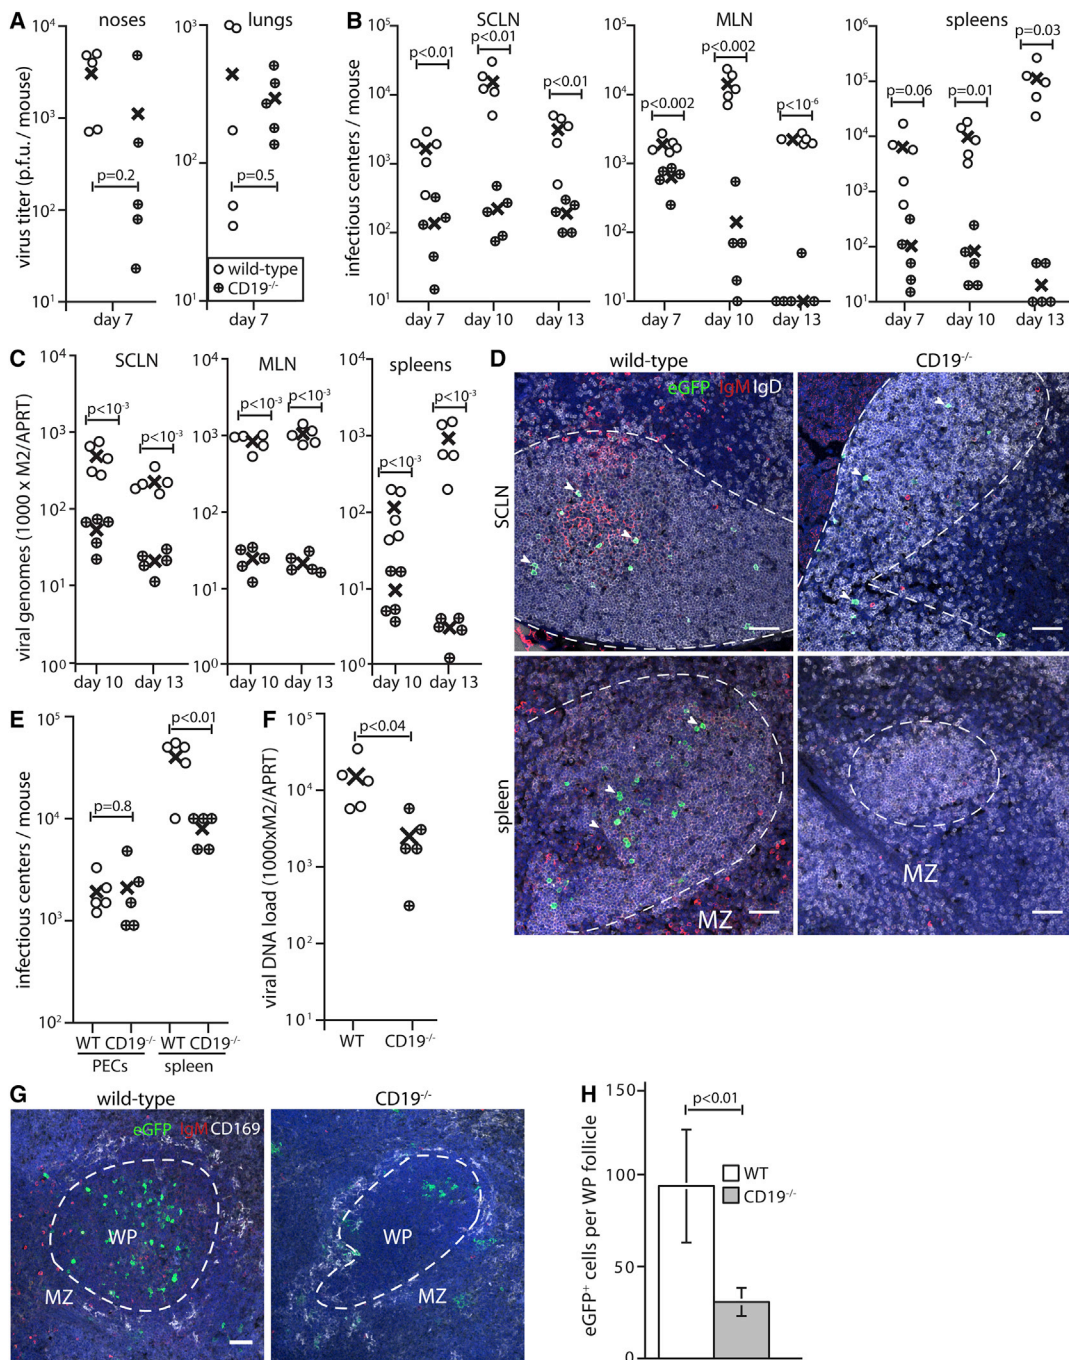 A
noses
lungs
virus titer (p.f.u./ mouse)
10⁴
10³
10²
10¹
10³
10²
10¹
p=0.2
p=0.5
wild-type
CD19⁻/⁻
day 7
day 7
B
SCLN
MLN
spleens
infectious centers / mouse
10⁵
10⁴
10³
10²
10¹
p<0.01
p<0.01
p<0.01
day 7
day 10
day 13
10⁵
10⁴
10³
10²
10¹
p<0.002
p<0.002
p<10⁻⁶
day 7
day 10
day 13
10⁶
10⁵
10⁴
10³
10²
10¹
p=0.06
p=0.01
p=0.03
day 7
day 10
day 13
C
SCLN
MLN
spleens
viral genomes (1000 x M2/APRT)
10⁴
10³
10²
10¹
10⁰
p<10⁻³
p<10⁻³
day 10
day 13
10⁴
10³
10²
10¹
10⁰
p<10⁻³
p<10⁻³
day 10
day 13
10⁴
10³
10²
10¹
10⁰
p<10⁻³
p<10⁻³
day 10
day 13
D
wild-type
CD19⁻/⁻
eGFP IgM IgD
SCLN
spleen
MZ
MZ
E
infectious centers / mouse
10⁵
10⁴
10³
10²
p=0.8
p<0.01
WT CD19⁻/⁻
WT CD19⁻/⁻
PECs
spleen
F
viral DNA load (1000xM2/APRT)
10⁵
10⁴
10³
10²
10¹
p<0.04
WT
CD19⁻/⁻
G
wild-type
CD19⁻/⁻
eGFP IgM CD169
WP
MZ
WP
MZ
H
eGFP⁺ cells per WP follicle
150
100
50
0
p<0.01
WT
CD19⁻/⁻